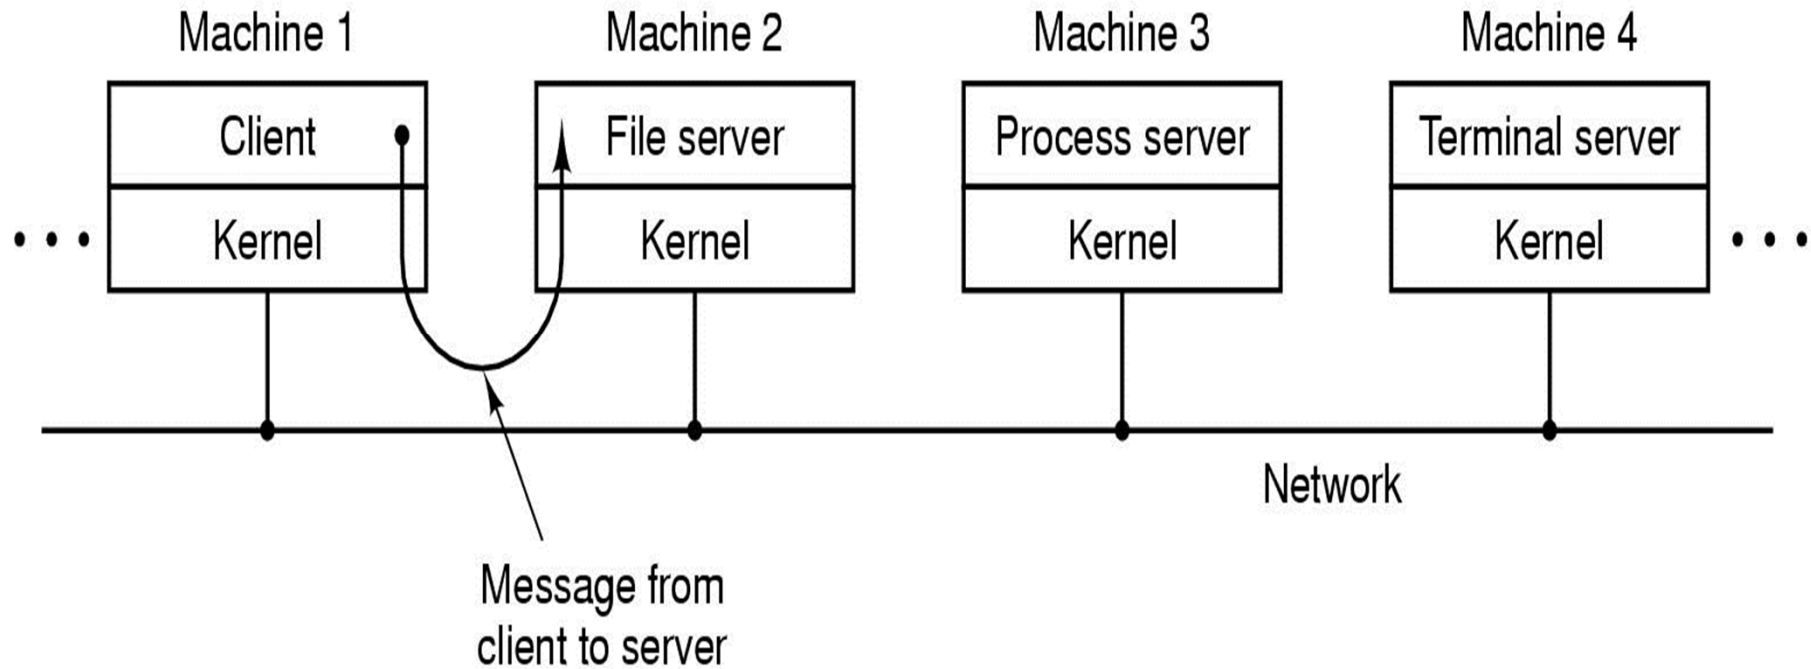 Machine 1
Machine 2
Machine 3
Machine 4
Client
File server
Process server
Terminal server
• • •
Kernel
Kernel
Kernel
Kernel
• • •
Network
Message from
client to server